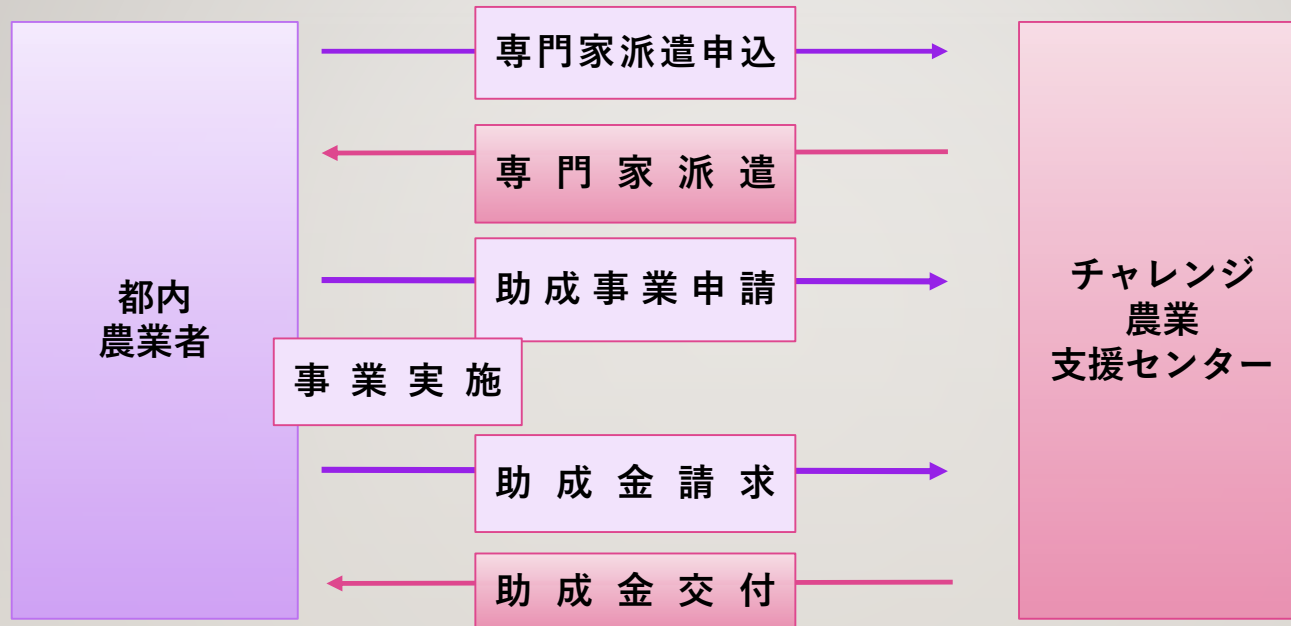 専門家派遣申込
専門家派遣
助成事業申請
都内
農業者
事業実施
チャレンジ
農業
支援センター
助成金請求
助成金交付